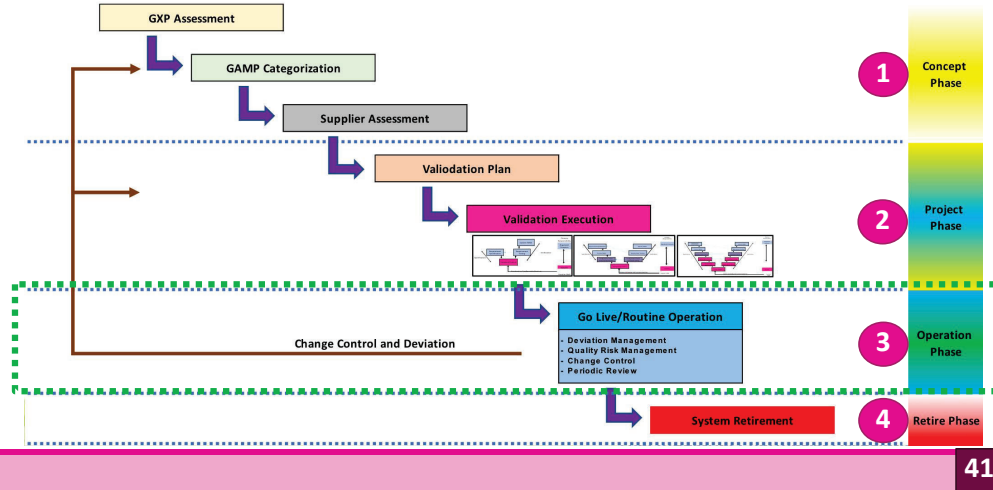 GXP Assessment
GAMP Categorization
1
Concept
Phase
Supplier Assessment
Valiodation Plan
Validation Execution
2
Project
Phase
Go Live/Routine Operation
- Deviation Management
- Quality Risk Management
- Change Control
- Periodic Review
Change Control and Deviation
3
Operation
Phase
System Retirement
4
Retire Phase
41